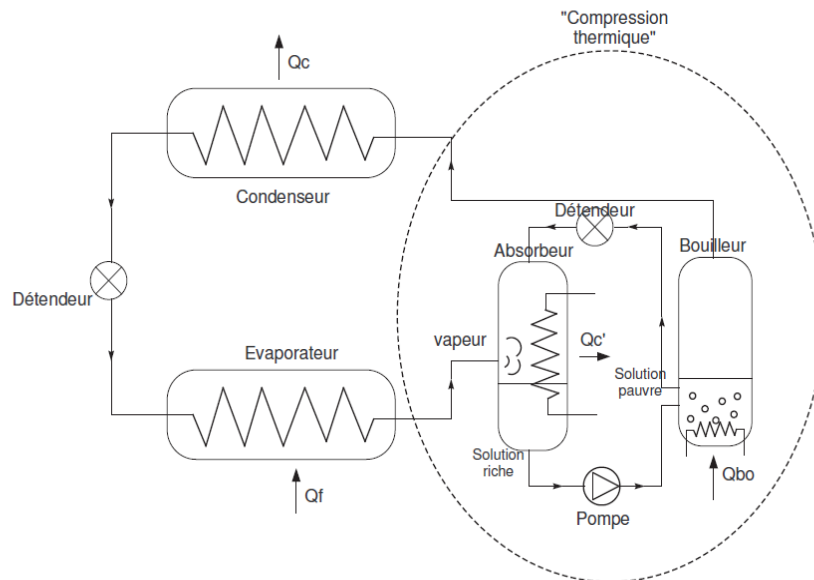 "Compression
thermique"
Qc
Condenseur
Détendeur
Absorbeur
Bouilleur
Détendeur
Evaporateur
vapeur
Qc'
Solution
pauvre
Solution
riche
Qf
Pompe
Qbo